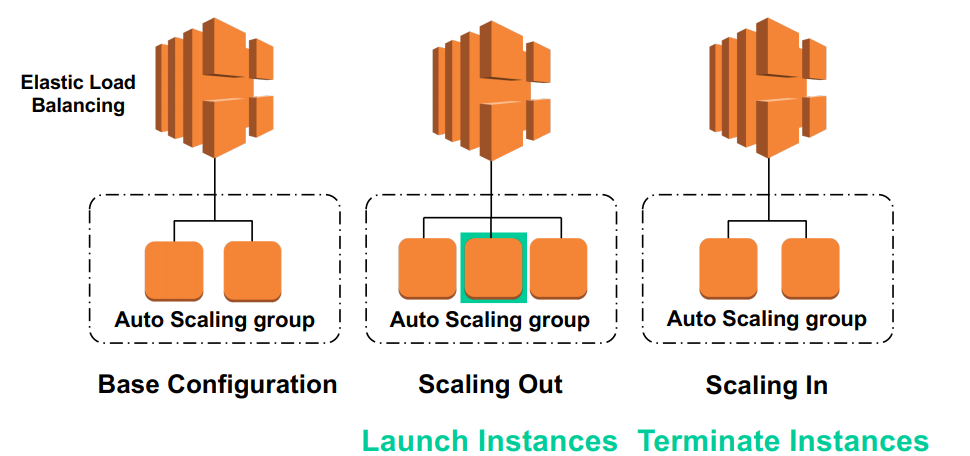 Elastic Load
Balancing
Auto Scaling group
Auto Scaling group
Auto Scaling group
Base Configuration
Scaling Out
Scaling In
Launch Instances
Terminate Instances